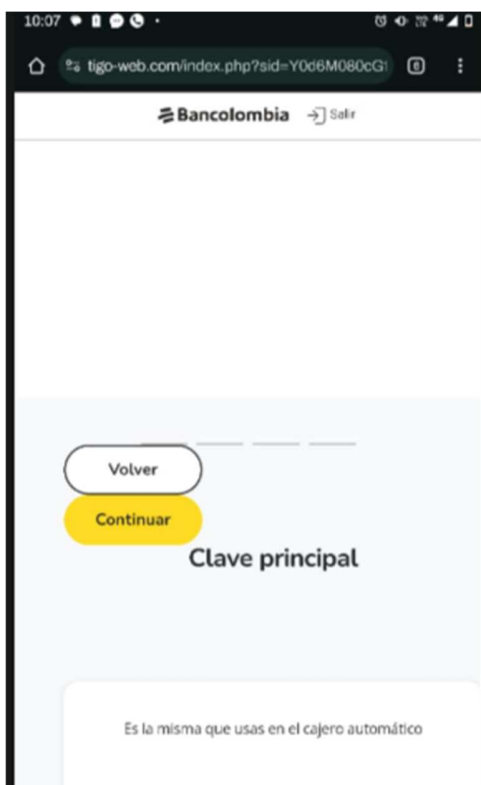 10:07
tigo-web.com/index.php?sid=Y0d6M080cG1
Bancolombia Salir
Volver
Continuar
Clave principal
Es la misma que usas en el cajero automático